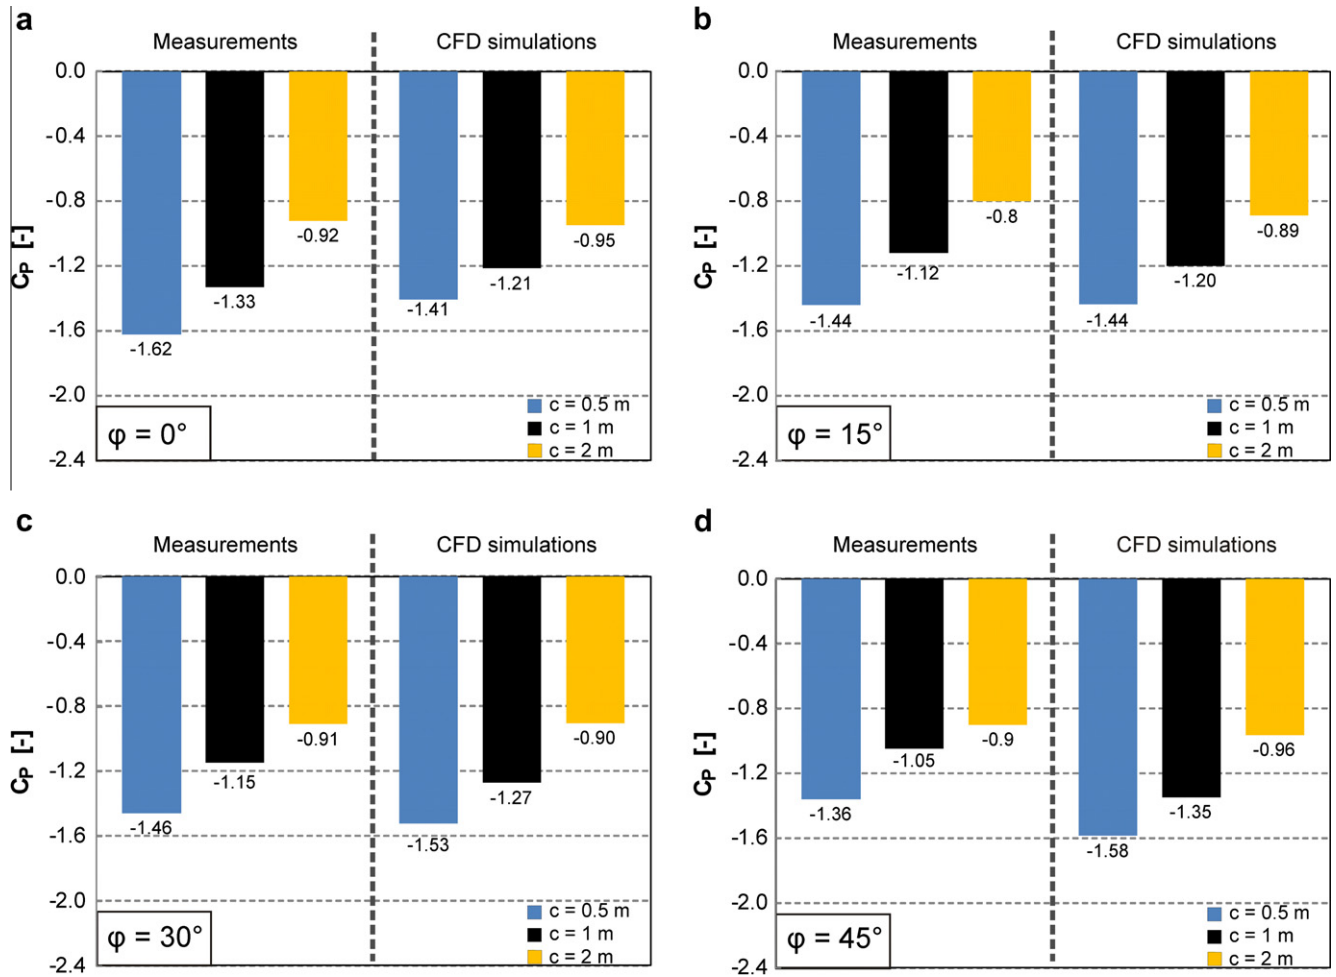 a
Measurements CFD simulations
0.0
-0.4
-0.8
-1.2
-1.6
-2.0
-2.4
CP [-]
-1.62
-1.33
-0.92
-1.41
-1.21
-0.95
φ = 0°
c = 0.5 m
c = 1 m
c = 2 m
b
Measurements CFD simulations
0.0
-0.4
-0.8
-1.2
-1.6
-2.0
-2.4
CP [-]
-1.44
-1.12
-0.8
-1.44
-1.20
-0.89
φ = 15°
c = 0.5 m
c = 1 m
c = 2 m
c
Measurements CFD simulations
0.0
-0.4
-0.8
-1.2
-1.6
-2.0
-2.4
CP [-]
-1.46
-1.15
-0.91
-1.53
-1.27
-0.90
φ = 30°
c = 0.5 m
c = 1 m
c = 2 m
d
Measurements CFD simulations
0.0
-0.4
-0.8
-1.2
-1.6
-2.0
-2.4
CP [-]
-1.36
-1.05
-0.9
-1.58
-1.35
-0.96
φ = 45°
c = 0.5 m
c = 1 m
c = 2 m